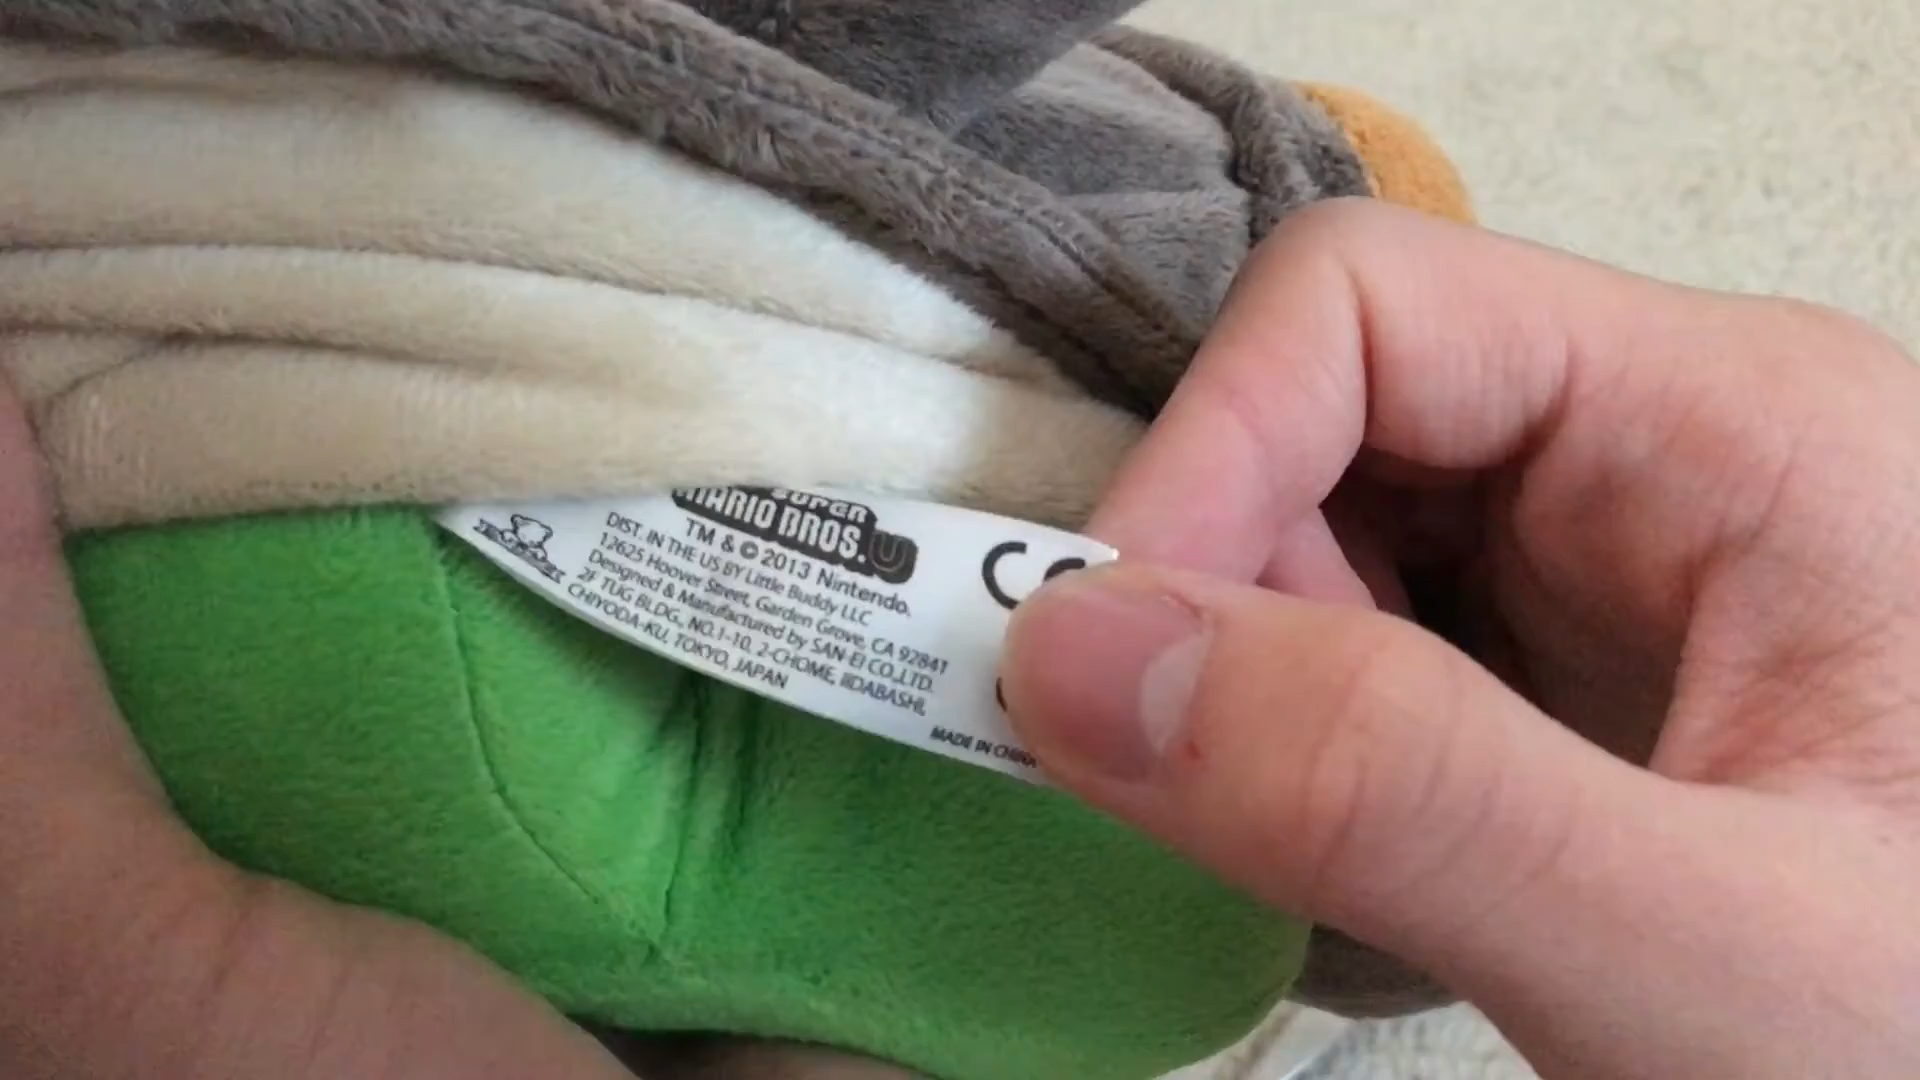 SUPER
MARIO BROS. U
TM & © 2013 Nintendo.
DIST. IN THE US BY Little Buddy LLC
12625 Hoover Street, Garden Grove, CA 92841
Designed & Manufactured by SAN-EI CO.,LTD.
2F TUG BLDG., NO.1-10, 2-CHOME, IIDABASHI,
CHIYODA-KU, TOKYO, JAPAN
CE
MADE IN CHINA